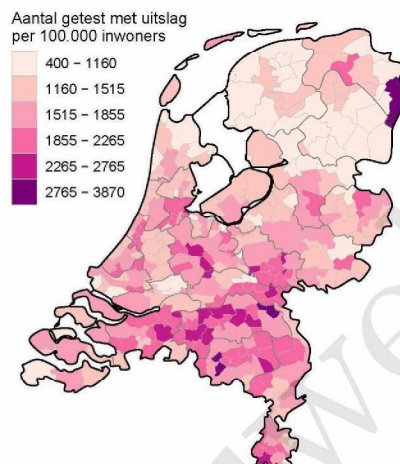 Aantal getest met uitslag
per 100.000 inwoners
400 – 1160
1160 – 1515
1515 – 1855
1855 – 2265
2265 – 2765
2765 – 3870